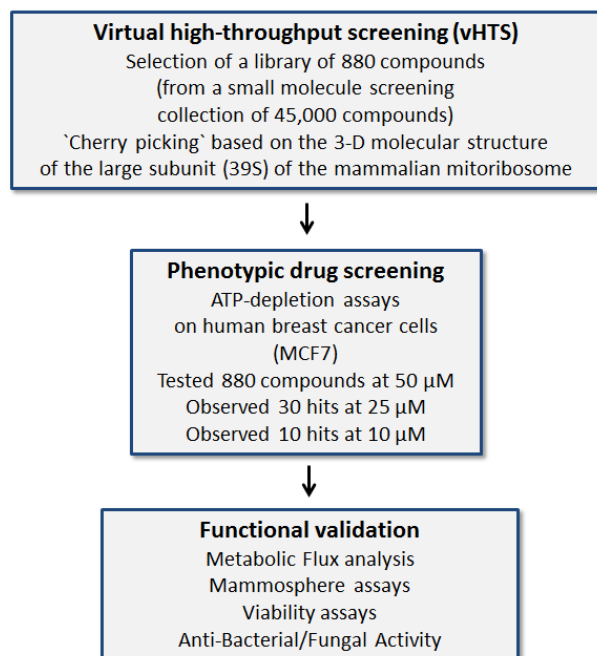 Virtual high-throughput screening (vHTS)
Selection of a library of 880 compounds
(from a small molecule screening
collection of 45,000 compounds)
`Cherry picking` based on the 3-D molecular structure
of the large subunit (39S) of the mammalian mitoribosome
Phenotypic drug screening
ATP-depletion assays
on human breast cancer cells
(MCF7)
Tested 880 compounds at 50 µM
Observed 30 hits at 25 µM
Observed 10 hits at 10 µM
Functional validation
Metabolic Flux analysis
Mammosphere assays
Viability assays
Anti-Bacterial/Fungal Activity